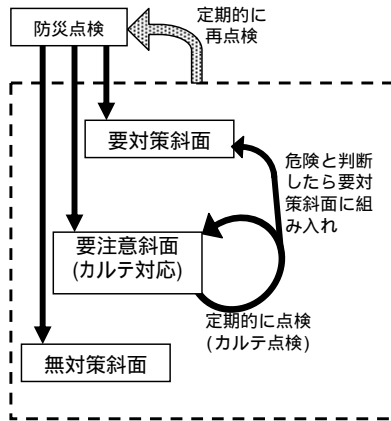 防災点検
定期的に
再点検
要対策斜面
危険と判断
したら要対
策斜面に組
み入れ
要注意斜面
(カルテ対応)
定期的に点検
(カルテ点検)
無対策斜面